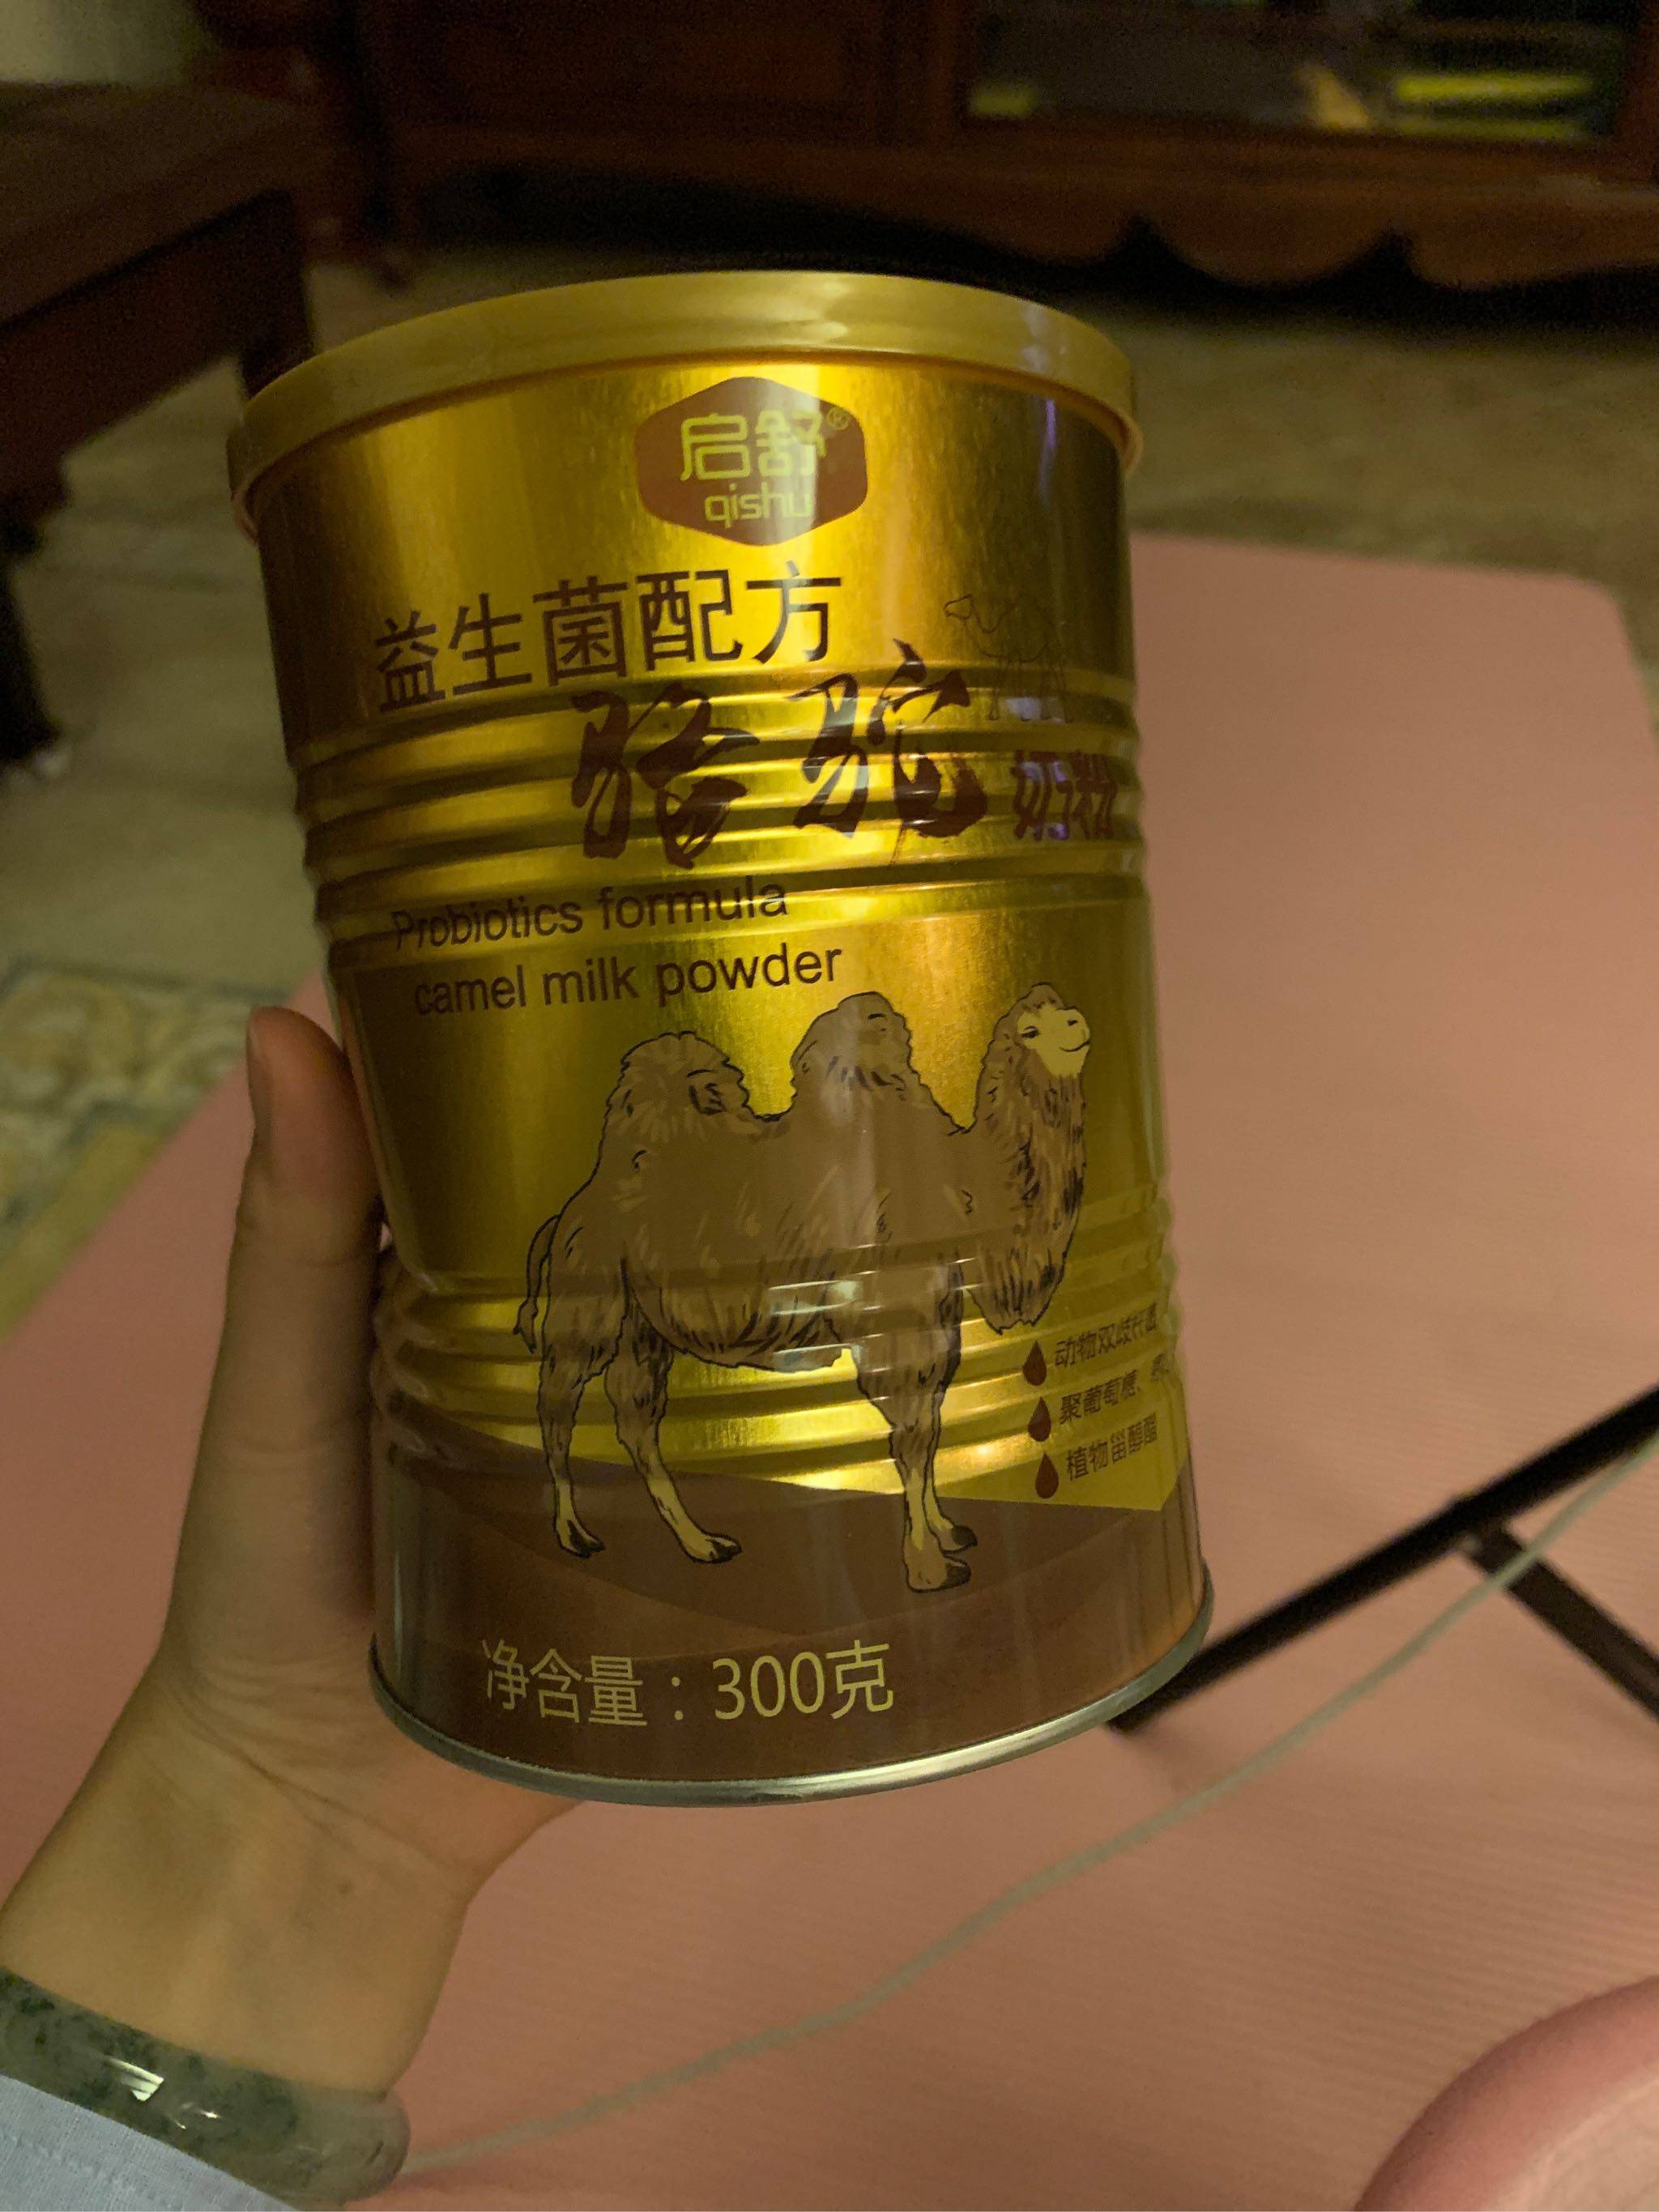 启舒®
qishu
益生菌配方
骆驼奶粉
Probiotics formula
camel milk powder
动物双歧杆菌
聚葡萄糖、
植物甾醇酯
净含量：300克